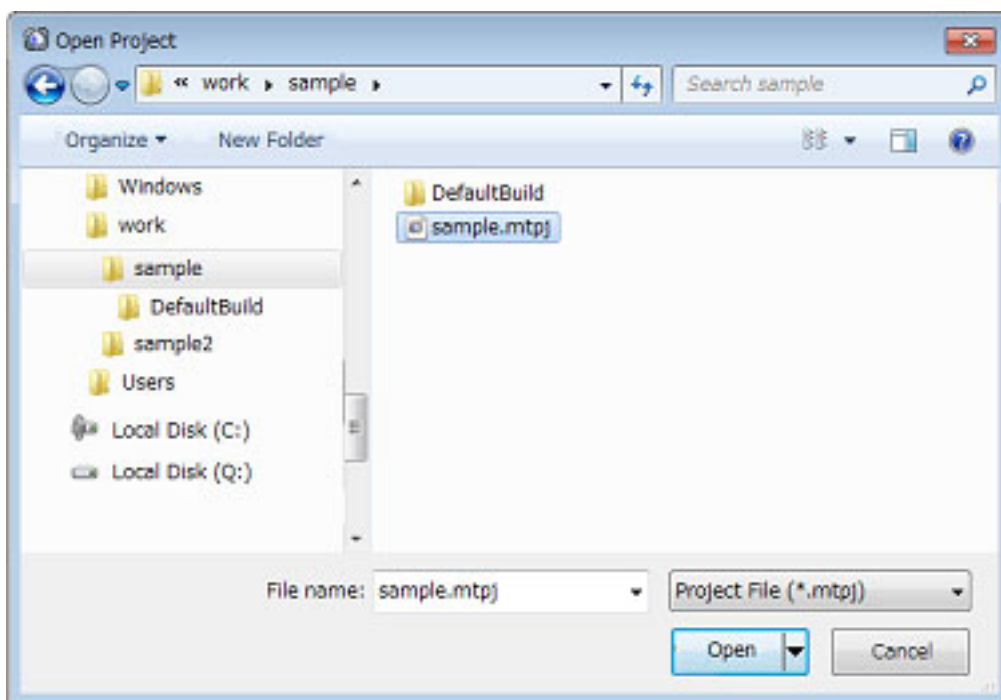 Open Project
« work ▸ sample ▸
Search sample
Organize ▾ New Folder
Windows
work
sample
DefaultBuild
sample2
Users
Local Disk (C:)
Local Disk (Q:)
DefaultBuild
sample.mtpj
File name: sample.mtpj
Project File (*.mtpj)
Open
Cancel